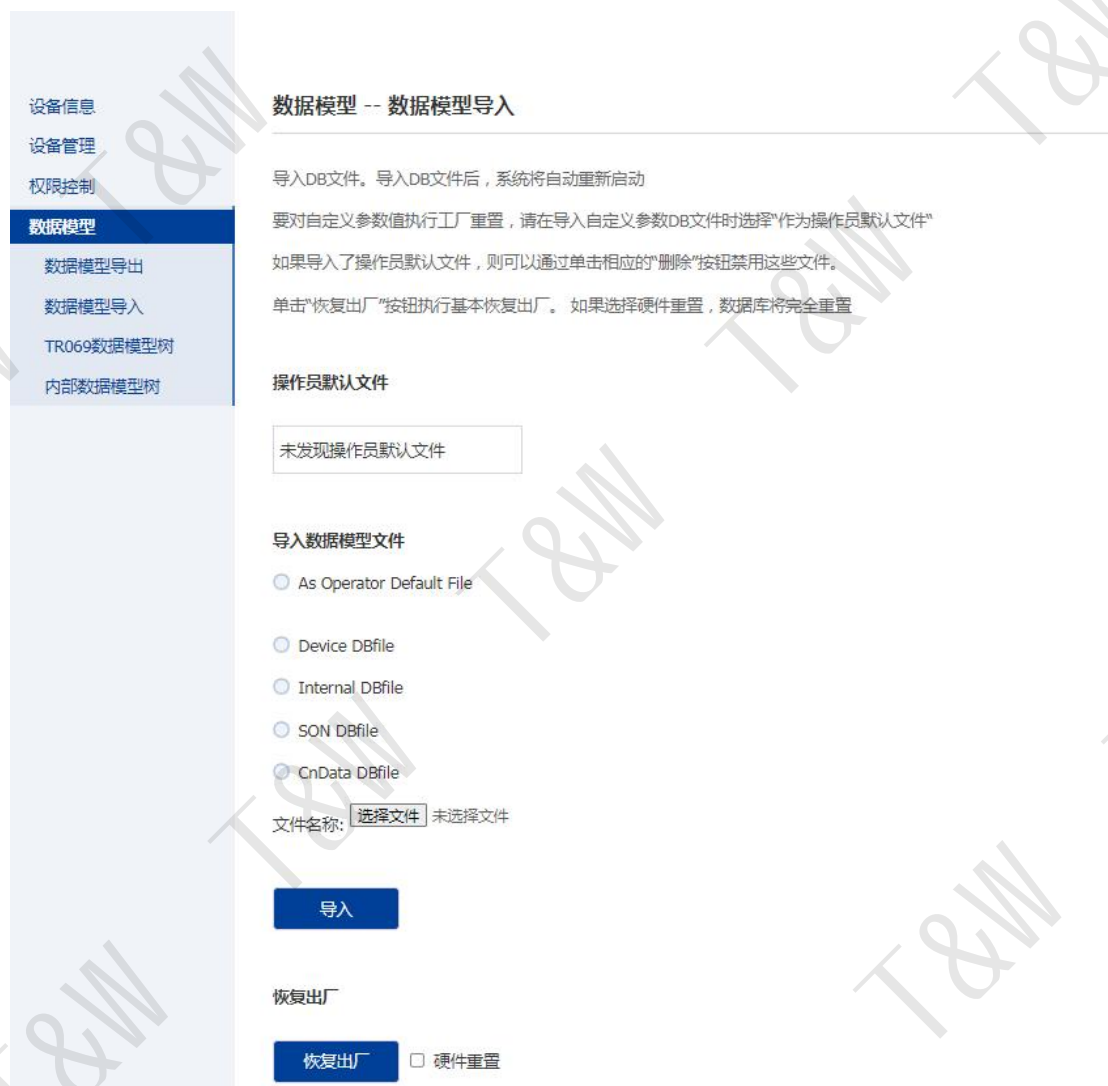 设备信息
设备管理
权限控制
数据模型
数据模型导出
数据模型导入
TR069数据模型树
内部数据模型树
数据模型 -- 数据模型导入
导入DB文件。导入DB文件后，系统将自动重新启动
要对自定义参数值执行工厂重置，请在导入自定义参数DB文件时选择"作为操作员默认文件"
如果导入了操作员默认文件，则可以通过单击相应的"删除"按钮禁用这些文件。
单击"恢复出厂"按钮执行基本恢复出厂。 如果选择硬件重置，数据库将完全重置
操作员默认文件
未发现操作员默认文件
导入数据模型文件
As Operator Default File
Device DBfile
Internal DBfile
SON DBfile
CnData DBfile
文件名称: 选择文件 未选择文件
导入
恢复出厂
恢复出厂 硬件重置
T&W
T&W
T&W
T&W
T&W
T&W
T&W